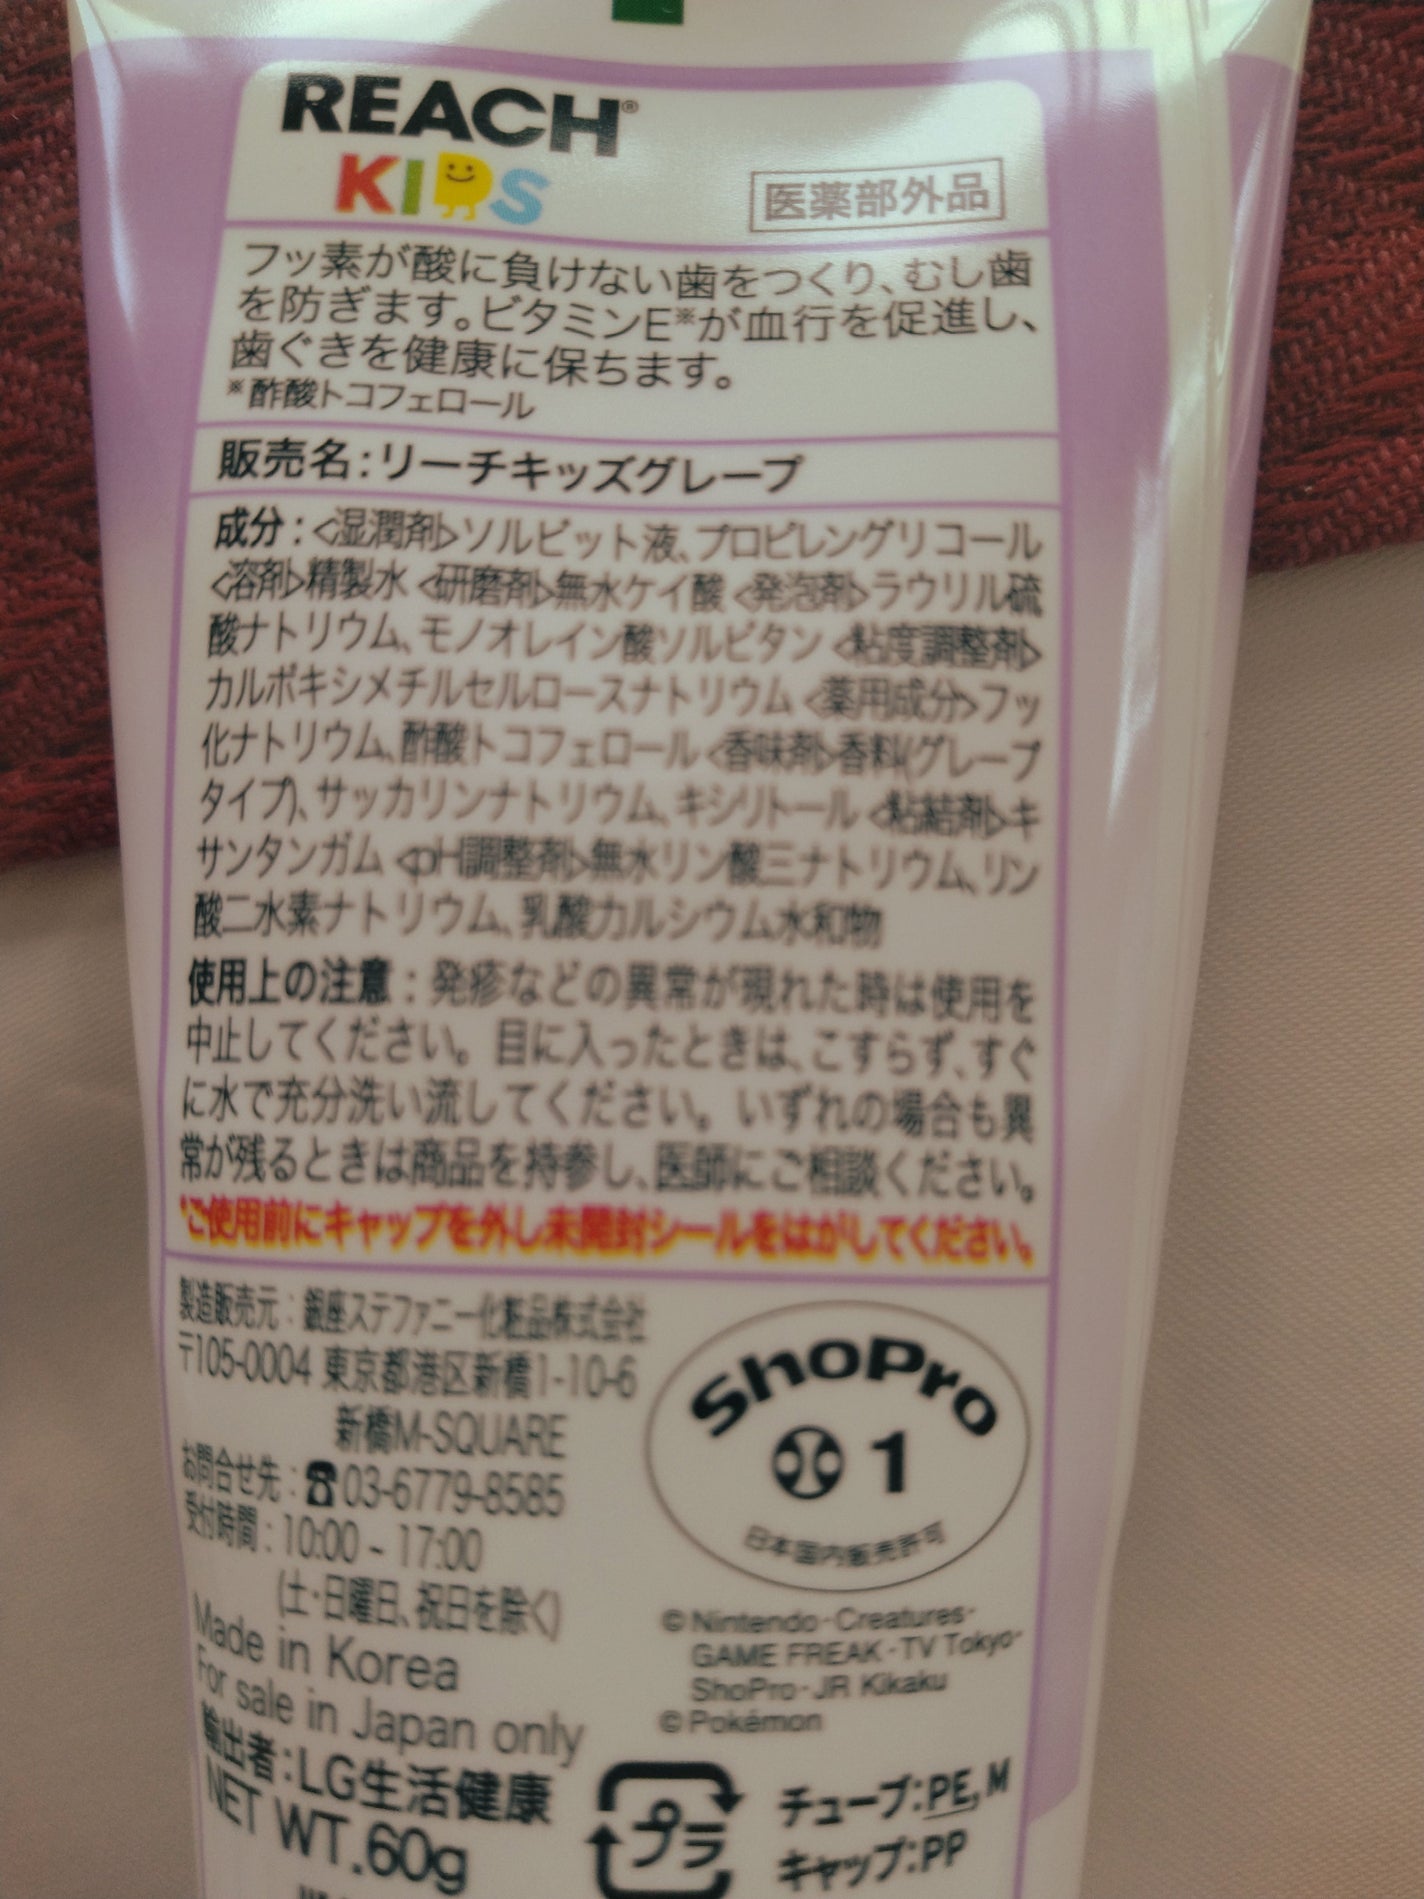 REACH®
KIDS
医薬部外品
フッ素が酸に負けない歯をつくり、むし歯
を防ぎます。ビタミンE※が血行を促進し、
歯ぐきを健康に保ちます。
※酢酸トコフェロール
販売名:リーチキッズグレープ
成分:<湿潤剤>ソルビット液、プロピレングリコール
<溶剤>精製水<研磨剤>無水ケイ酸<発泡剤>ラウリル硫
酸ナトリウム、モノオレイン酸ソルビタン<粘度調整剤>
カルボキシメチルセルロースナトリウム<薬用成分>フッ
化ナトリウム、酢酸トコフェロール<香味剤>香料(グレープ
タイプ)、サッカリンナトリウム、キシリトール<粘結剤>キ
サンタンガム<pH調整剤>無水リン酸三ナトリウム、リン
酸二水素ナトリウム、乳酸カルシウム水和物
使用上の注意:発疹などの異常が現れた時は使用を
中止してください。目に入ったときは、こすらず、すぐ
に水で充分洗い流してください。いずれの場合も異
常が残るときは商品を持参し、医師にご相談ください。
*ご使用前にキャップを外し未開封シールをはがしてください。
製造販売元:銀座ステファニー化粧品株式会社
〒105-0004 東京都港区新橋1-10-6
新橋M-SQUARE
お問合せ先:☎03-6779-8585
受付時間:10:00 - 17:00
(土・日曜日、祝日を除く)
Made in Korea
For sale in Japan only
輸出者:LG生活健康
NET WT.60g
ShoPro
1
日本国内販売許可
©Nintendo・Creatures・
GAME FREAK・TV Tokyo・
ShoPro・JR Kikaku
©Pokémon
プラ
チューブ:PE,M
キャップ:PP